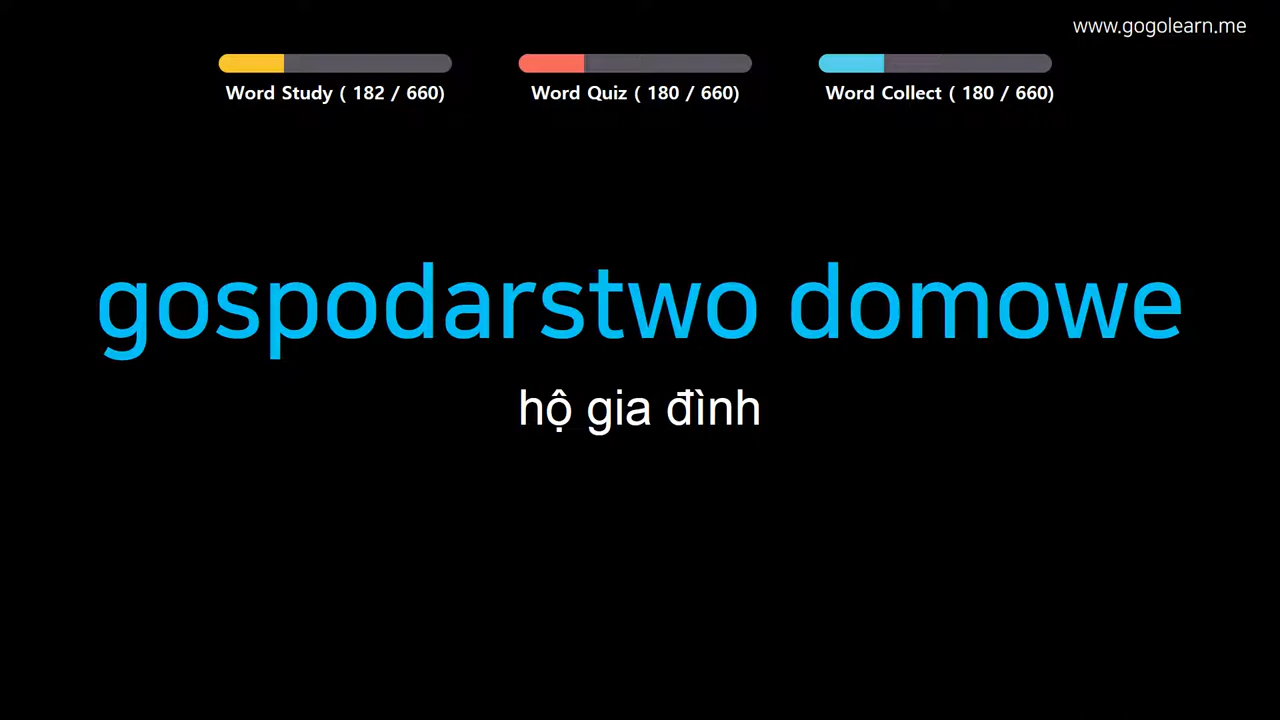 www.gogolearn.me
Word Study ( 182 / 660)
Word Quiz ( 180 / 660)
Word Collect ( 180 / 660)
gospodarstwo domowe
hộ gia đình